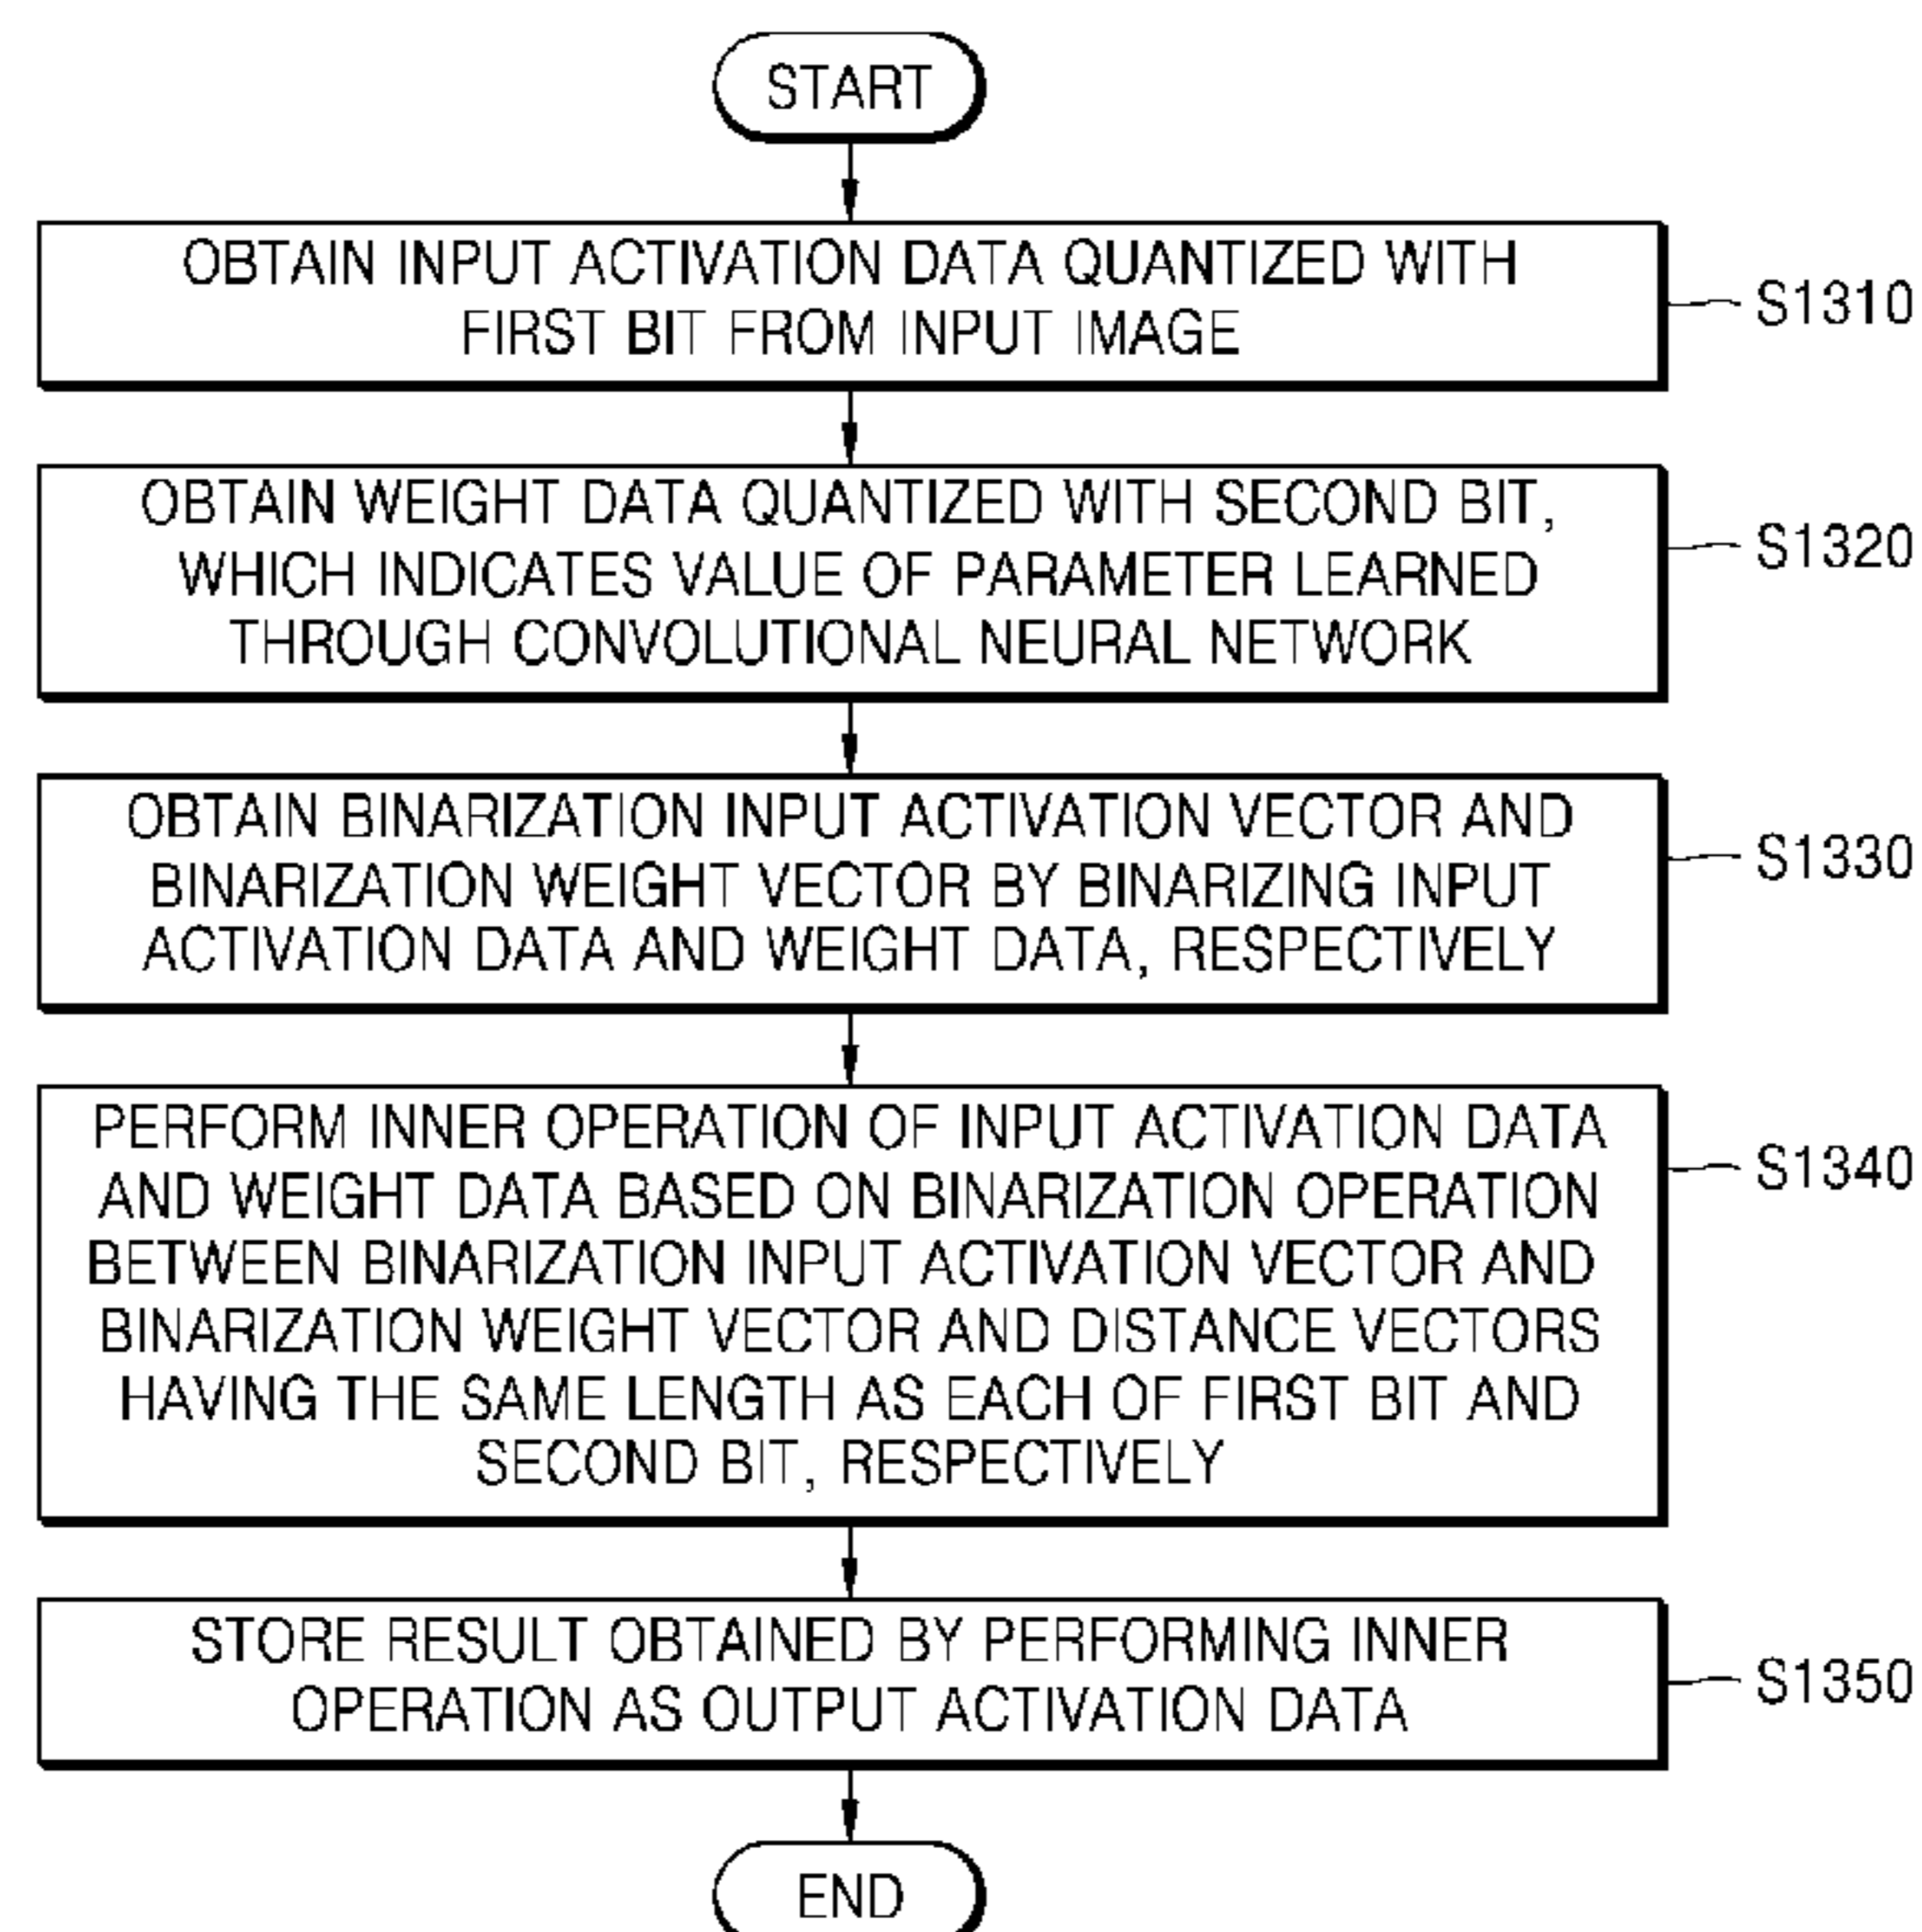 START
OBTAIN INPUT ACTIVATION DATA QUANTIZED WITH
FIRST BIT FROM INPUT IMAGE
S1310
OBTAIN WEIGHT DATA QUANTIZED WITH SECOND BIT,
WHICH INDICATES VALUE OF PARAMETER LEARNED
THROUGH CONVOLUTIONAL NEURAL NETWORK
S1320
OBTAIN BINARIZATION INPUT ACTIVATION VECTOR AND
BINARIZATION WEIGHT VECTOR BY BINARIZING INPUT
ACTIVATION DATA AND WEIGHT DATA, RESPECTIVELY
S1330
PERFORM INNER OPERATION OF INPUT ACTIVATION DATA
AND WEIGHT DATA BASED ON BINARIZATION OPERATION
BETWEEN BINARIZATION INPUT ACTIVATION VECTOR AND
BINARIZATION WEIGHT VECTOR AND DISTANCE VECTORS
HAVING THE SAME LENGTH AS EACH OF FIRST BIT AND
SECOND BIT, RESPECTIVELY
S1340
STORE RESULT OBTAINED BY PERFORMING INNER
OPERATION AS OUTPUT ACTIVATION DATA
S1350
END